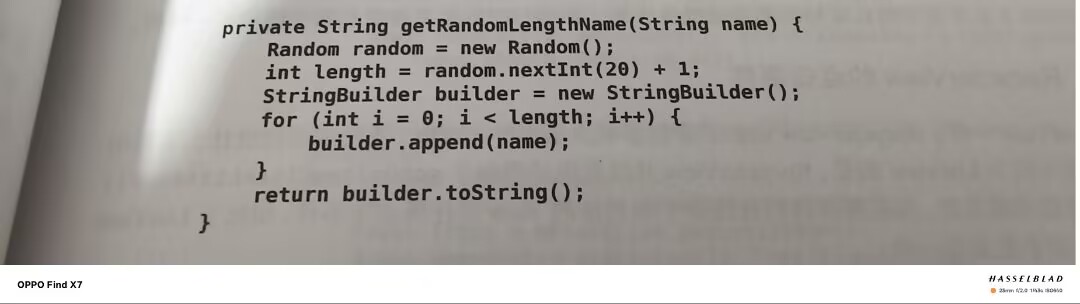 private String getRandomLengthName(String name) {
Random random = new Random();
int length = random.nextInt(20) + 1;
StringBuilder builder = new StringBuilder();
for (int i = 0; i < length; i++) {
builder.append(name);
}
return builder.toString();
}
OPPO Find X7
HASSELBLAD